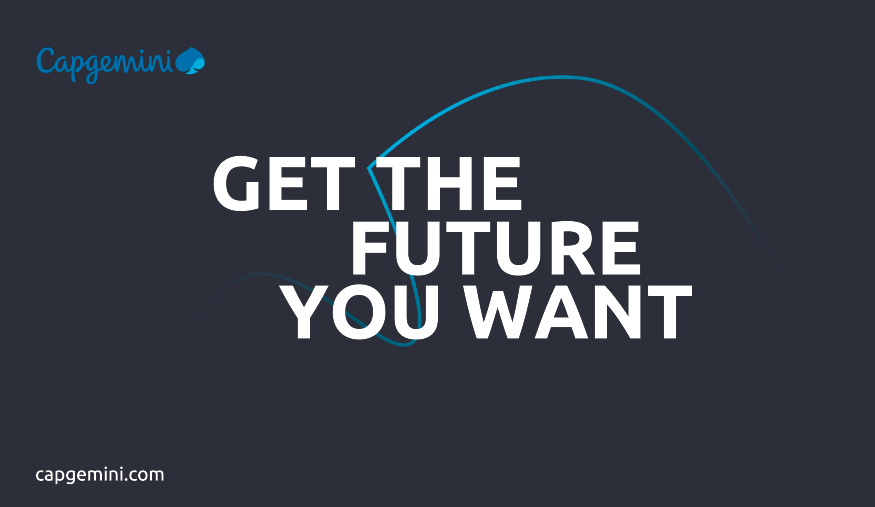 Capgemini
GET THE
FUTURE
YOU WANT
capgemini.com